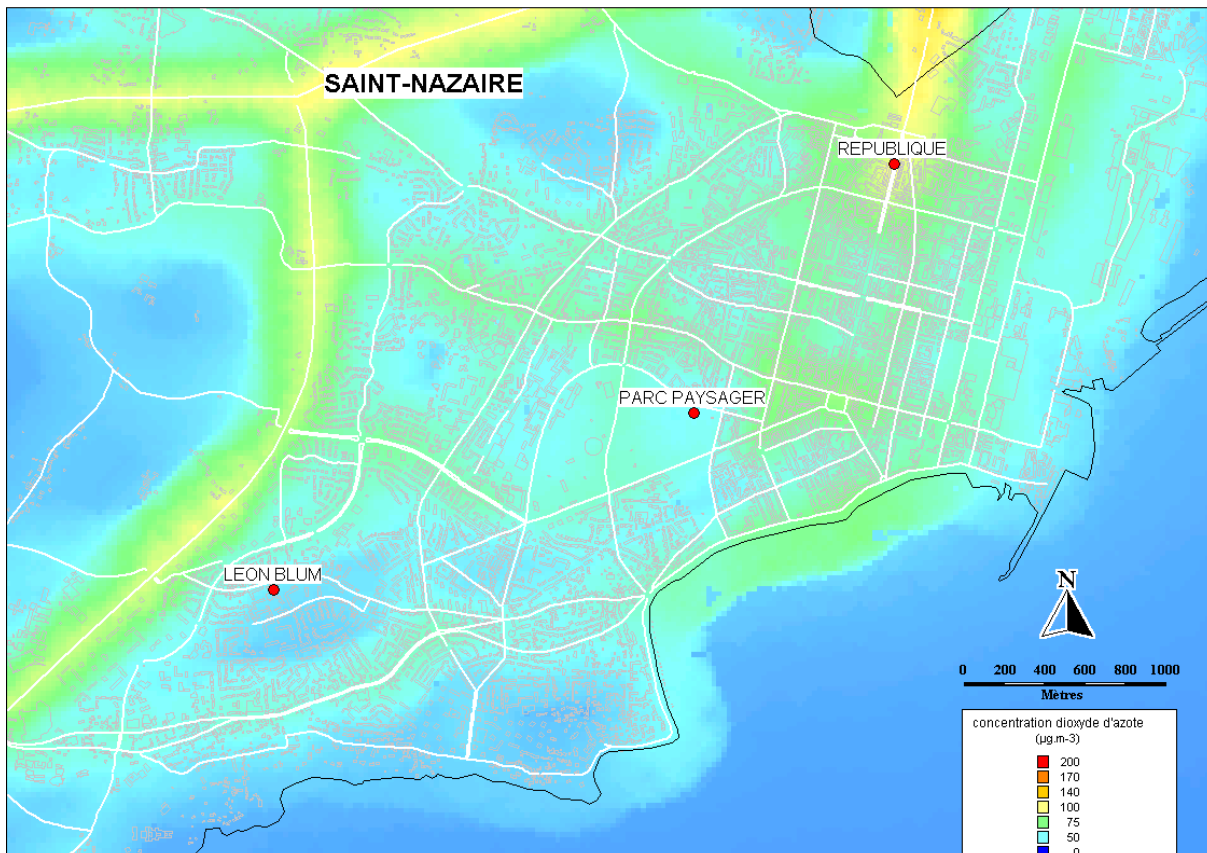 SAINT-NAZAIRE
REPUBLIQUE
PARC PAYSAGER
LEON BLUM
N
0 200 400 600 800 1000
Mètres
concentration dioxyde d'azote
(µg.m-3)
200
170
140
100
75
50
0